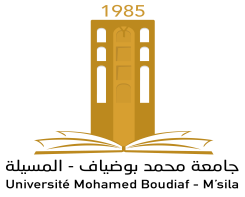 1985
جامعة محمد بوضياف - المسيلة
Université Mohamed Boudiaf - M'sila